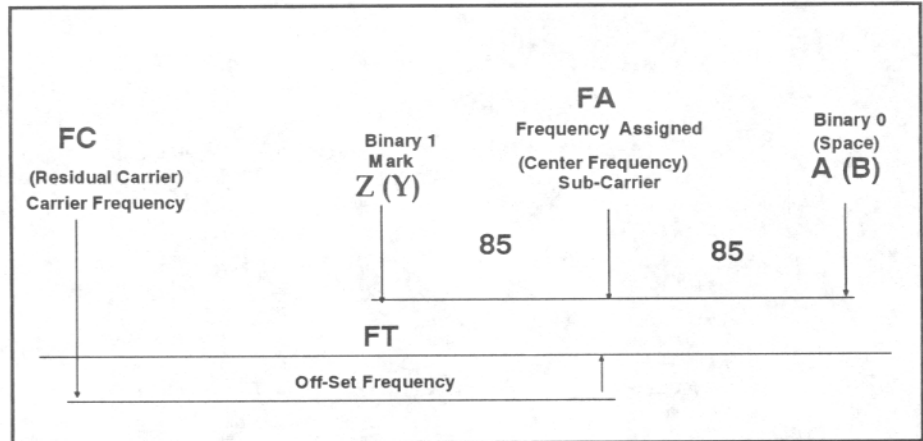 FC
(Residual Carrier)
Carrier Frequency
Binary 1
Mark
Z (Y)
FA
Frequency Assigned
(Center Frequency)
Sub-Carrier
Binary 0
(Space)
A (B)
85
85
FT
Off-Set Frequency